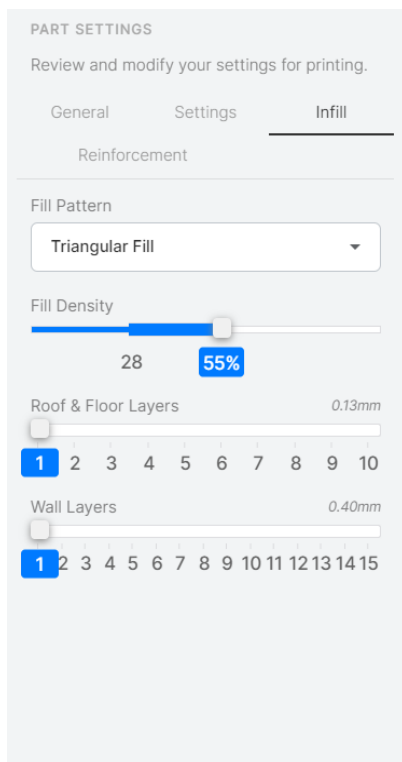 PART SETTINGS
Review and modify your settings for printing.
General Settings Infill
Reinforcement
Fill Pattern
Triangular Fill
Fill Density
28 55%
Roof & Floor Layers 0.13mm
1 2 3 4 5 6 7 8 9 10
Wall Layers 0.40mm
1 2 3 4 5 6 7 8 9 10 11 12 13 14 15